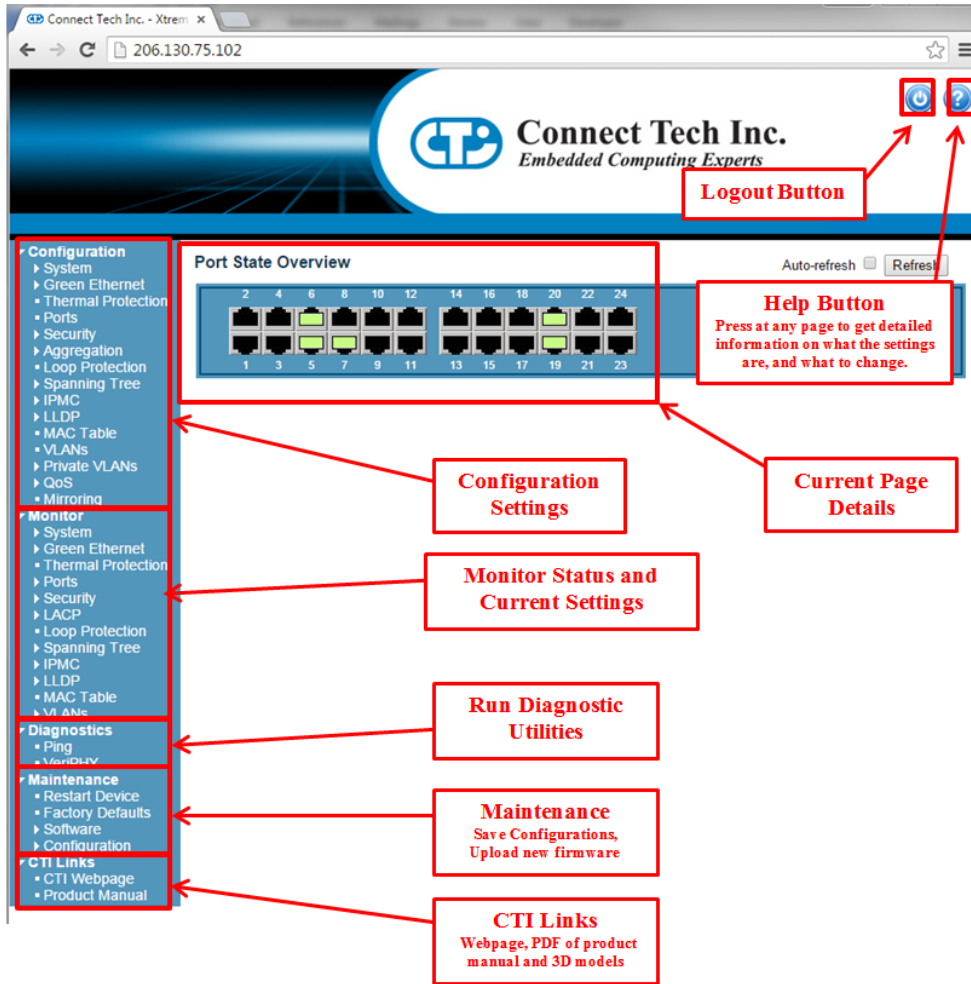 Connect Tech Inc. - Xtrem
206.130.75.102
Connect Tech Inc.
Embedded Computing Experts
Logout Button
Configuration
System
Green Ethernet
Thermal Protection
Ports
Security
Aggregation
Loop Protection
Spanning Tree
IPMC
LLDP
MAC Table
VLANs
Private VLANs
QoS
Mirroring
Monitor
System
Green Ethernet
Thermal Protection
Ports
Security
LACP
Loop Protection
Spanning Tree
IPMC
LLDP
MAC Table
VLANs
Diagnostics
Ping
VeriPHY
Maintenance
Restart Device
Factory Defaults
Software
Configuration
CTI Links
CTI Webpage
Product Manual
Port State Overview
Auto-refresh Refresh
2 4 6 8 10 12 14 16 18 20 22 24
1 3 5 7 9 11 13 15 17 19 21 23
Help Button
Press at any page to get detailed
information on what the settings
are, and what to change.
Configuration
Settings
Current Page
Details
Monitor Status and
Current Settings
Run Diagnostic
Utilities
Maintenance
Save Configurations,
Upload new firmware
CTI Links
Webpage, PDF of product
manual and 3D models